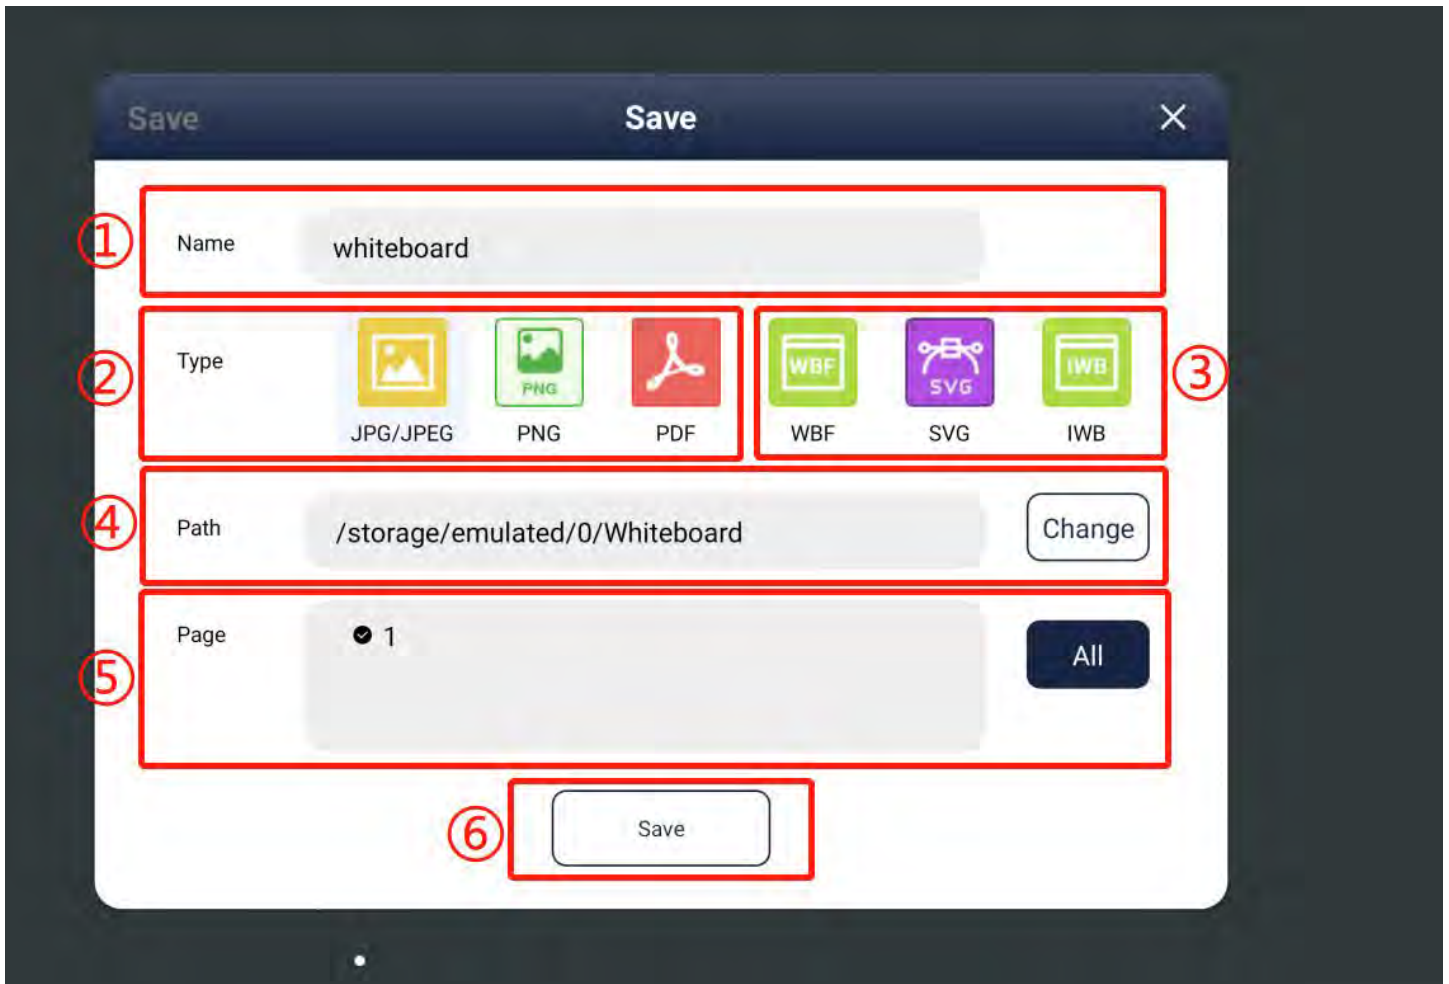 Save Save
① Name whiteboard
② Type
PNG WBF SVG IWB
JPG/JPEG PNG PDF WBF SVG IWB ③
④ Path /storage/emulated/0/Whiteboard Change
⑤ Page 1 All
⑥ Save